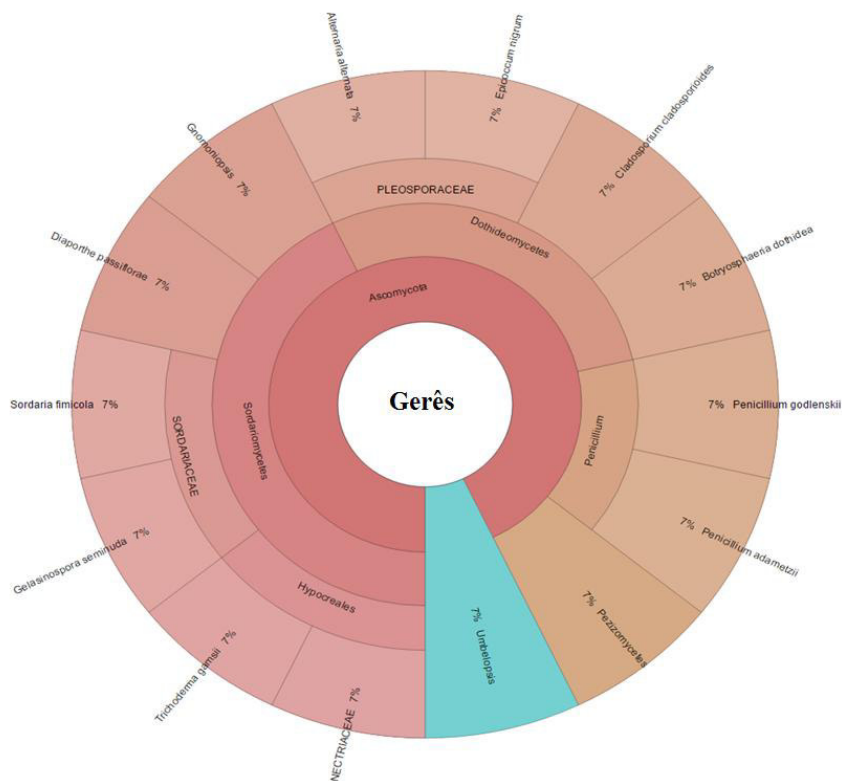 Gerês
Ascomycota
Dothideomycetes
PLEOSPORACEAE
Alternaria alternata 7%
7% Epicoccum nigrum
7% Cladosporium cladosporioides
7% Botryosphaeria dothidea
Penicillium
7% Penicillium godlenskii
7% Penicillium adametzii
7% Pezizomycetes
7% Umbelopsis
Sordariomycetes
Hypocreales
NECTRIACEAE 7%
Trichoderma gamsii 7%
SORDARIACEAE
Gelasinospora seminuda 7%
Sordaria fimicola 7%
Diaporthe passiflorae 7%
Gnomoniopsis 7%